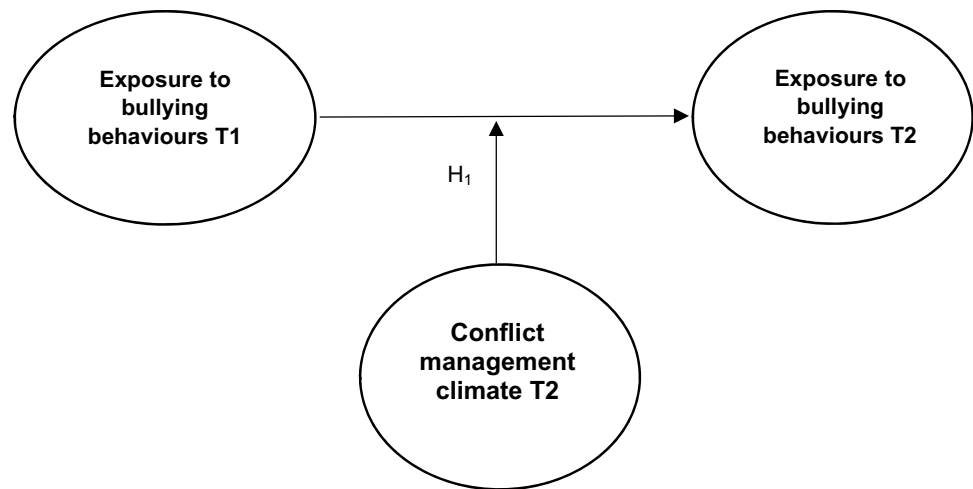 Exposure to
bullying
behaviours T1
Exposure to
bullying
behaviours T2
H₁
Conflict
management
climate T2